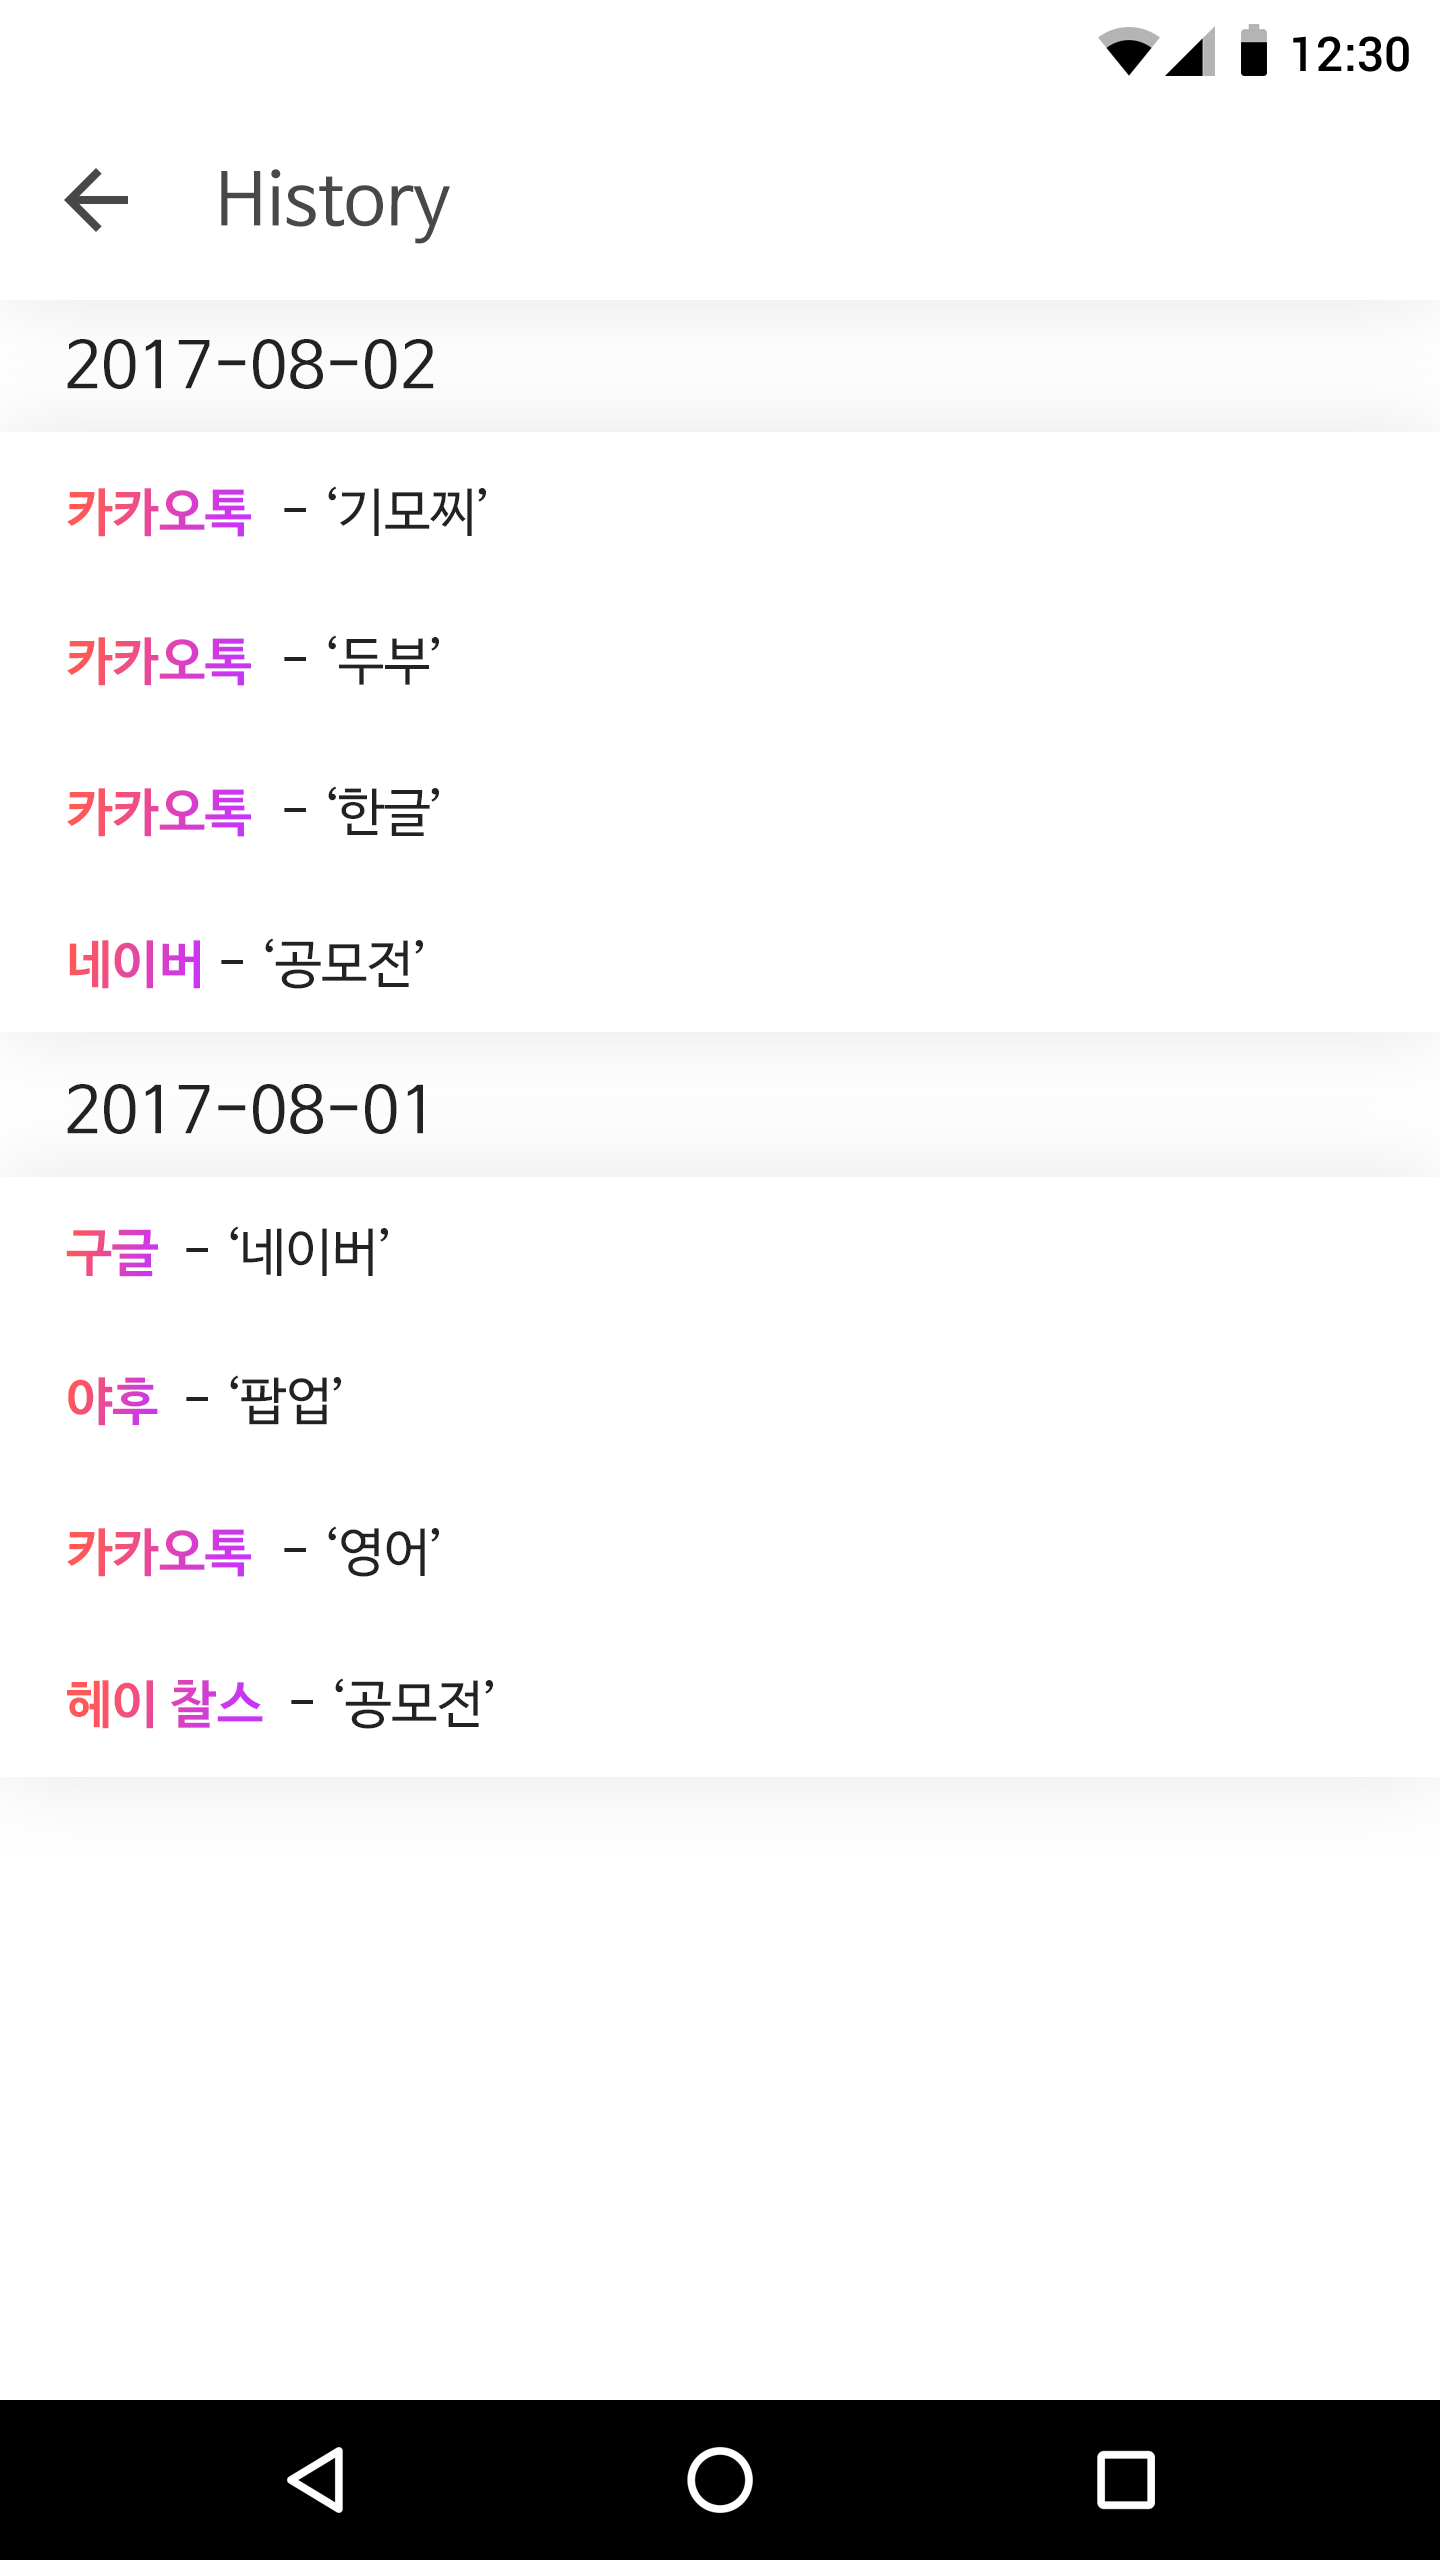 12:30
History
2017-08-02
카카오톡 - ‘기모찌’
카카오톡 - ‘두부’
카카오톡 - ‘한글’
네이버 - ‘공모전’
2017-08-01
구글 - ‘네이버’
야후 - ‘팝업’
카카오톡 - ‘영어’
헤이 찰스 - ‘공모전’